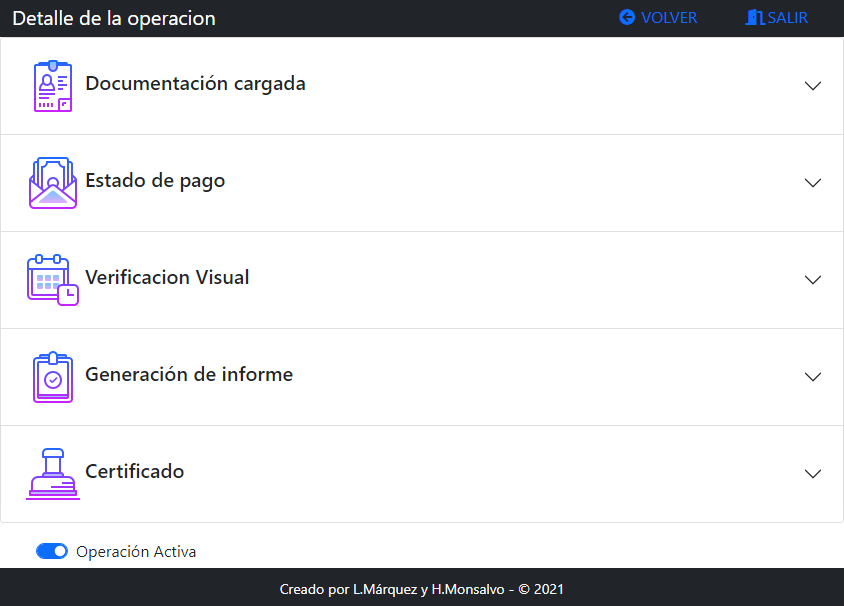 Detalle de la operacion
VOLVER
SALIR
Documentación cargada
Estado de pago
Verificacion Visual
Generación de informe
Certificado
Operación Activa
Creado por L.Márquez y H.Monsalvo - © 2021